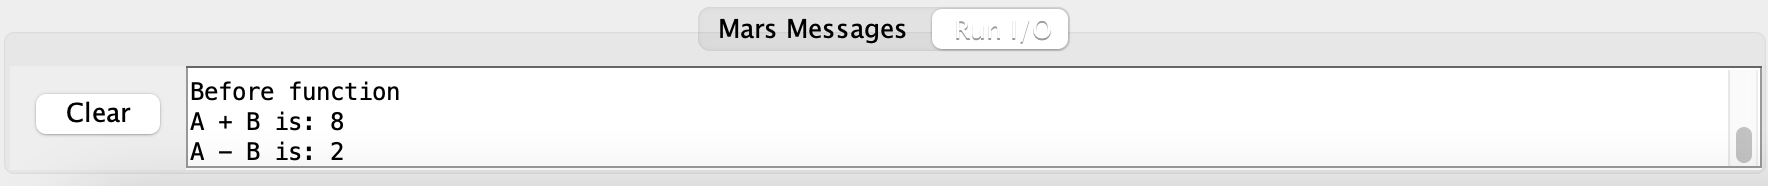 Mars Messages Run I/O
Clear
Before function
A + B is: 8
A - B is: 2